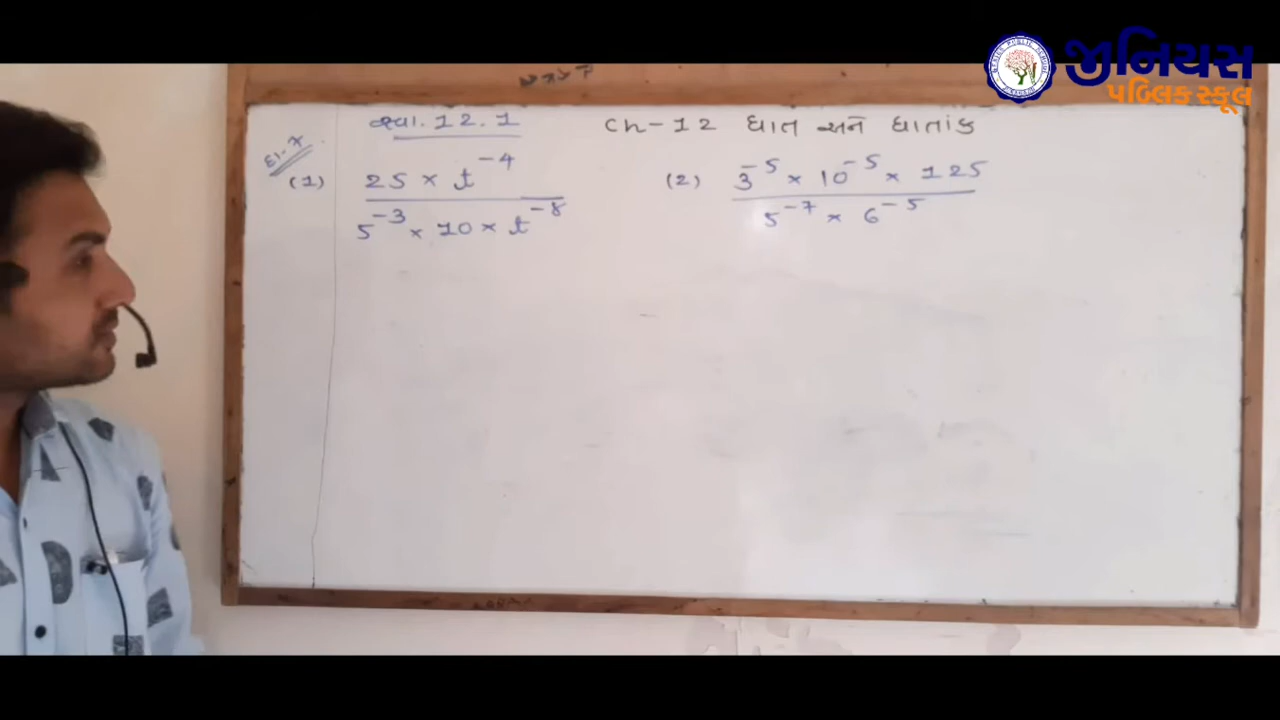 જીનિયસ
પબ્લિક સ્કૂલ
સ્વા. 12.1
Ch-12 ઘાત અને ઘાતાંક
દા-7
(1) 25 × t^-4
5^-3 × 10 × t^-8
(2) 3^-5 × 10^-5 × 125
5^-7 × 6^-5